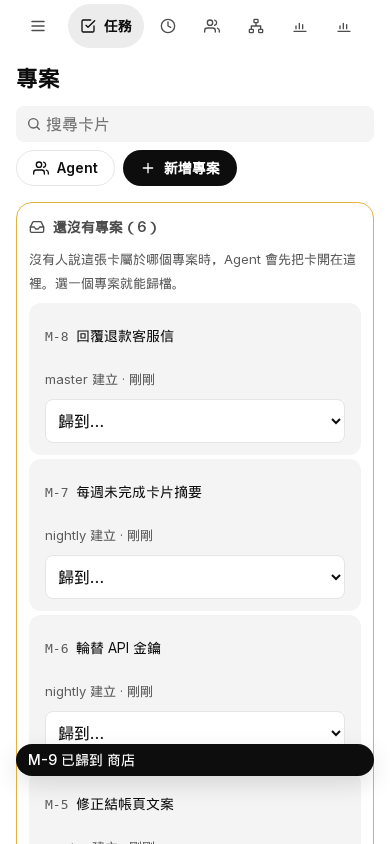 任務
專案
搜尋卡片
Agent
新增專案
還沒有專案（6）
沒有人說這張卡屬於哪個專案時，Agent 會先把卡開在這
裡。選一個專案就能歸檔。
M-8 回覆退款客服信
master 建立 · 剛剛
歸到…
M-7 每週未完成卡片摘要
nightly 建立 · 剛剛
歸到…
M-6 輪替 API 金鑰
nightly 建立 · 剛剛
歸到…
M-9 已歸到 商店
M-5 修正結帳頁文案